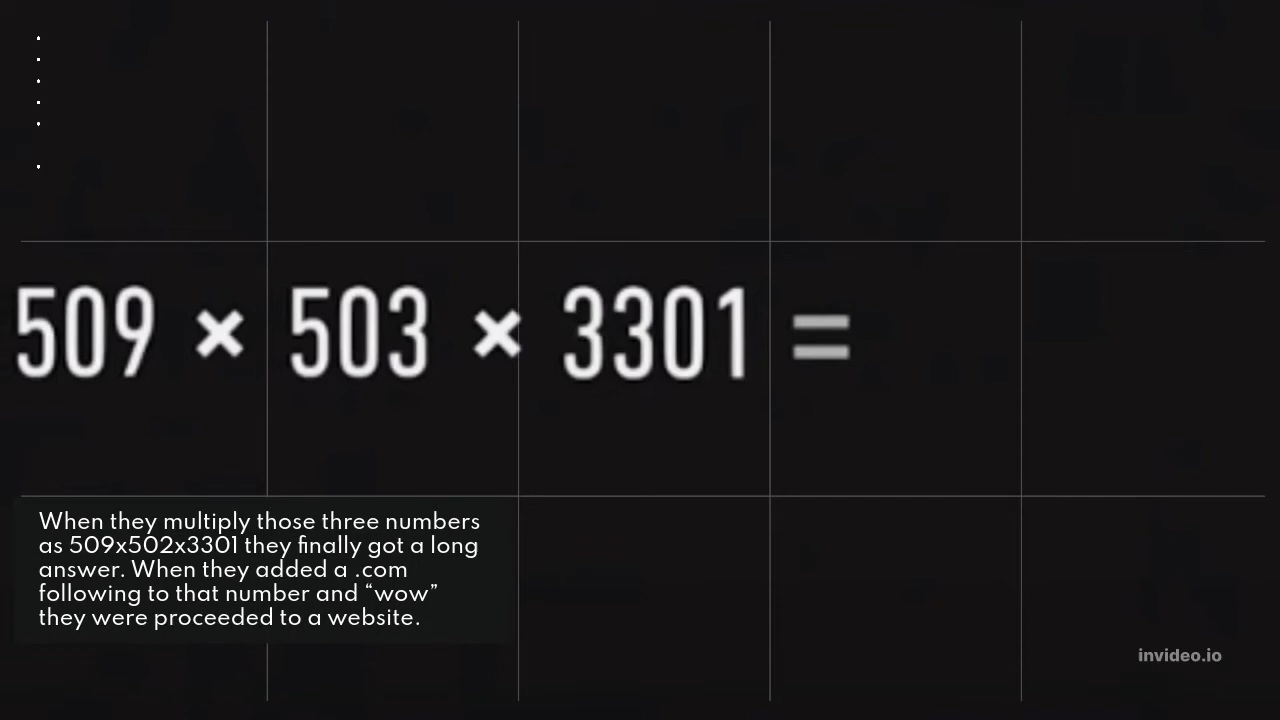 509 × 503 × 3301 =
When they multiply those three numbers
as 509x502x3301 they finally got a long
answer. When they added a .com
following to that number and “wow”
they were proceeded to a website.
invideo.io